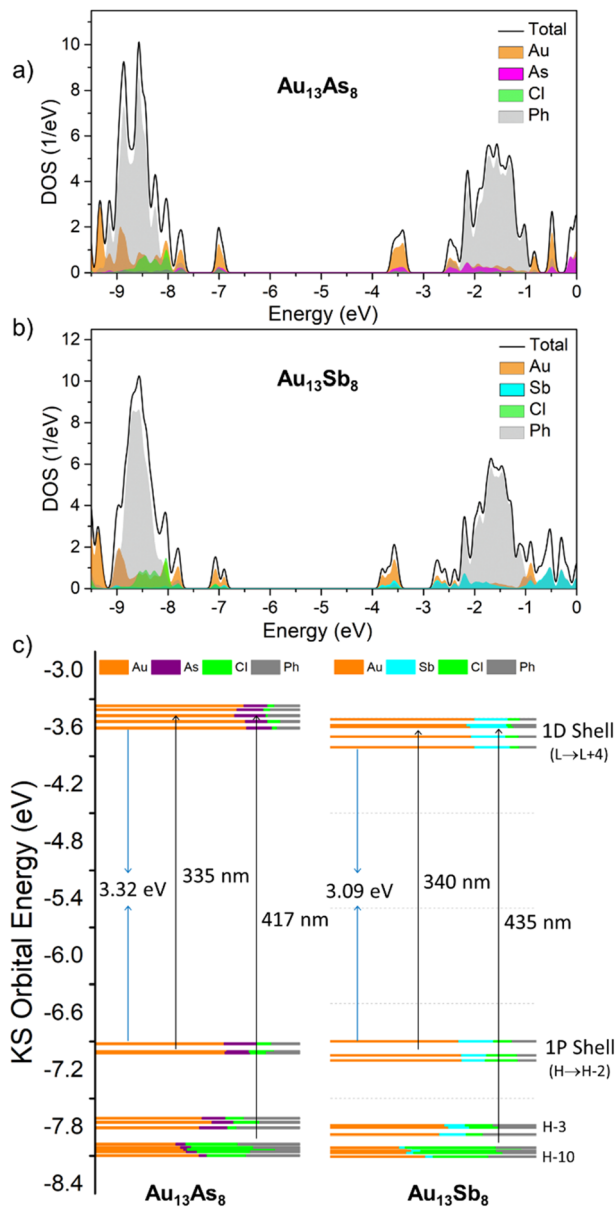 a)
Au13As8
Total
Au
As
Cl
Ph
DOS (1/eV)
10
8
6
4
2
0
-9 -8 -7 -6 -5 -4 -3 -2 -1 0
Energy (eV)
b)
Au13Sb8
Total
Au
Sb
Cl
Ph
DOS (1/eV)
12
10
8
6
4
2
0
-9 -8 -7 -6 -5 -4 -3 -2 -1 0
Energy (eV)
c)
Au As Cl Ph
Au Sb Cl Ph
KS Orbital Energy (eV)
-3.0
-3.6
-4.2
-4.8
-5.4
-6.0
-6.6
-7.2
-7.8
-8.4
1D Shell
(L→L+4)
3.32 eV
335 nm
417 nm
3.09 eV
340 nm
435 nm
1P Shell
(H→H-2)
H-3
H-10
Au13As8
Au13Sb8